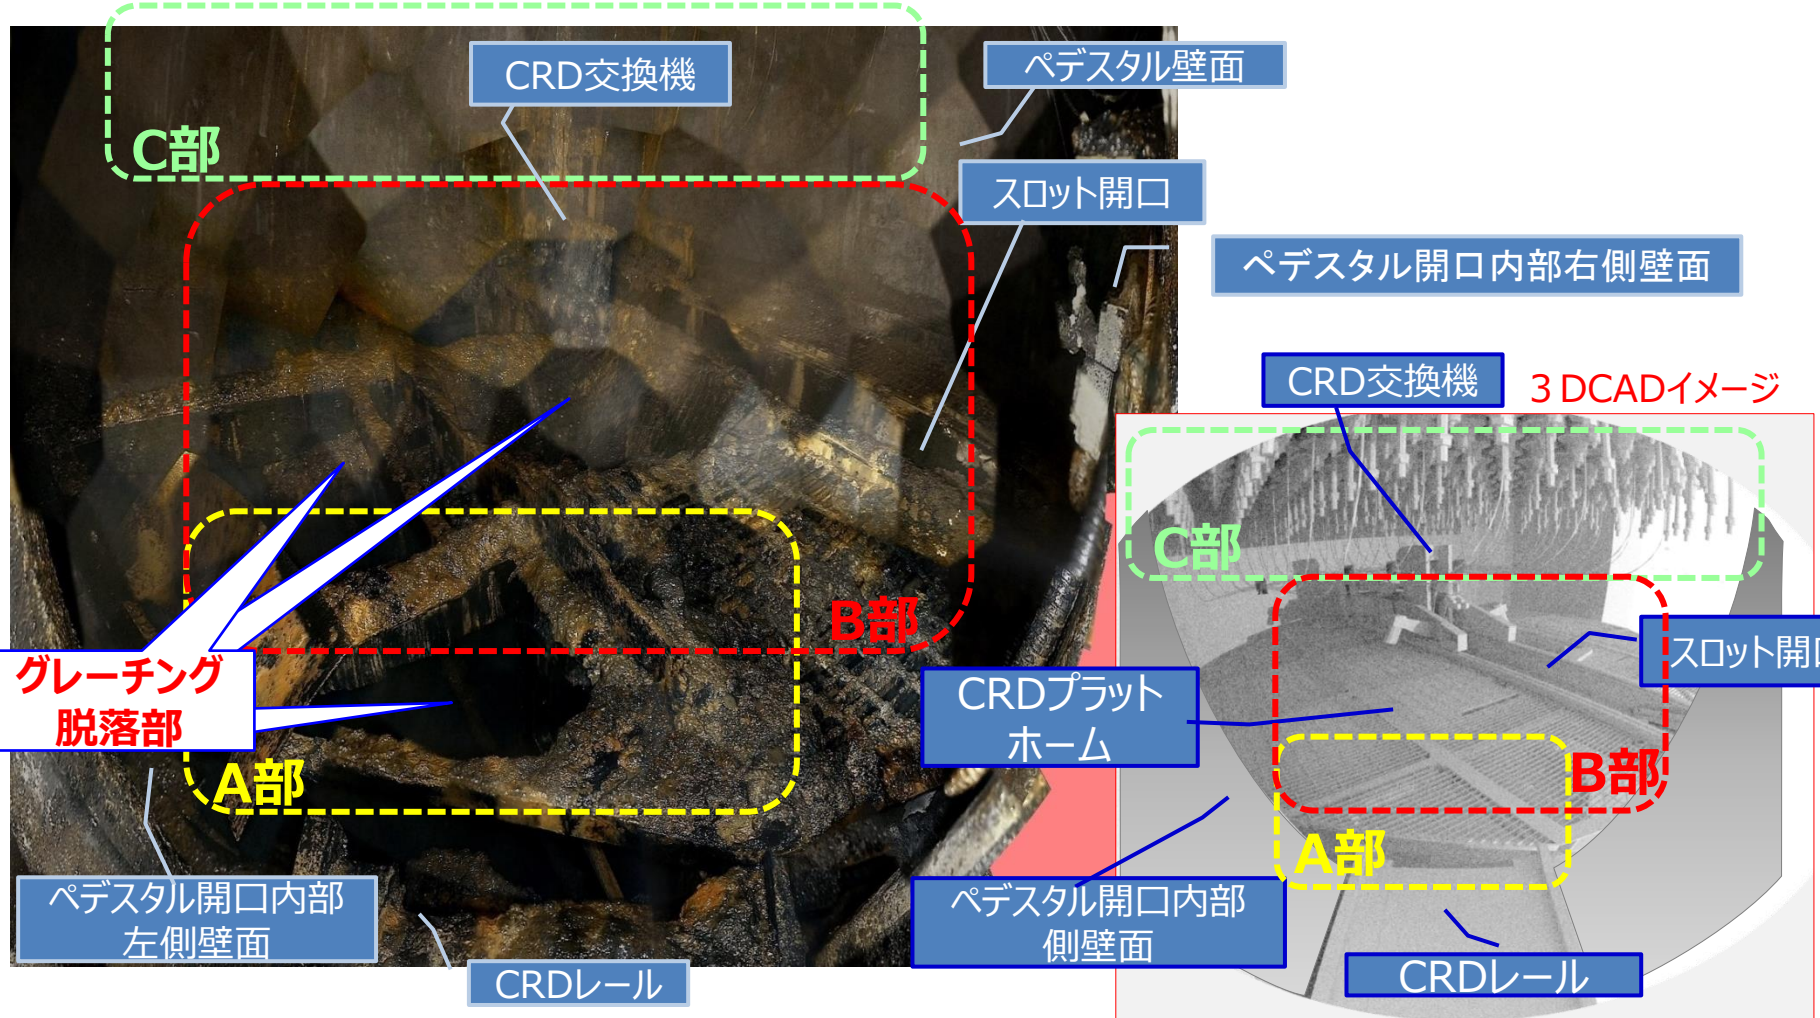 CRD交換機
ペデスタル壁面
C部
スロット開口
ペデスタル開口内部右側壁面
CRD交換機
3DCADイメージ
C部
B部
グレーチング
脱落部
A部
スロット開口
CRDプラット
ホーム
B部
A部
ペデスタル開口内部
左側壁面
CRDレール
ペデスタル開口内部
側壁面
CRDレール